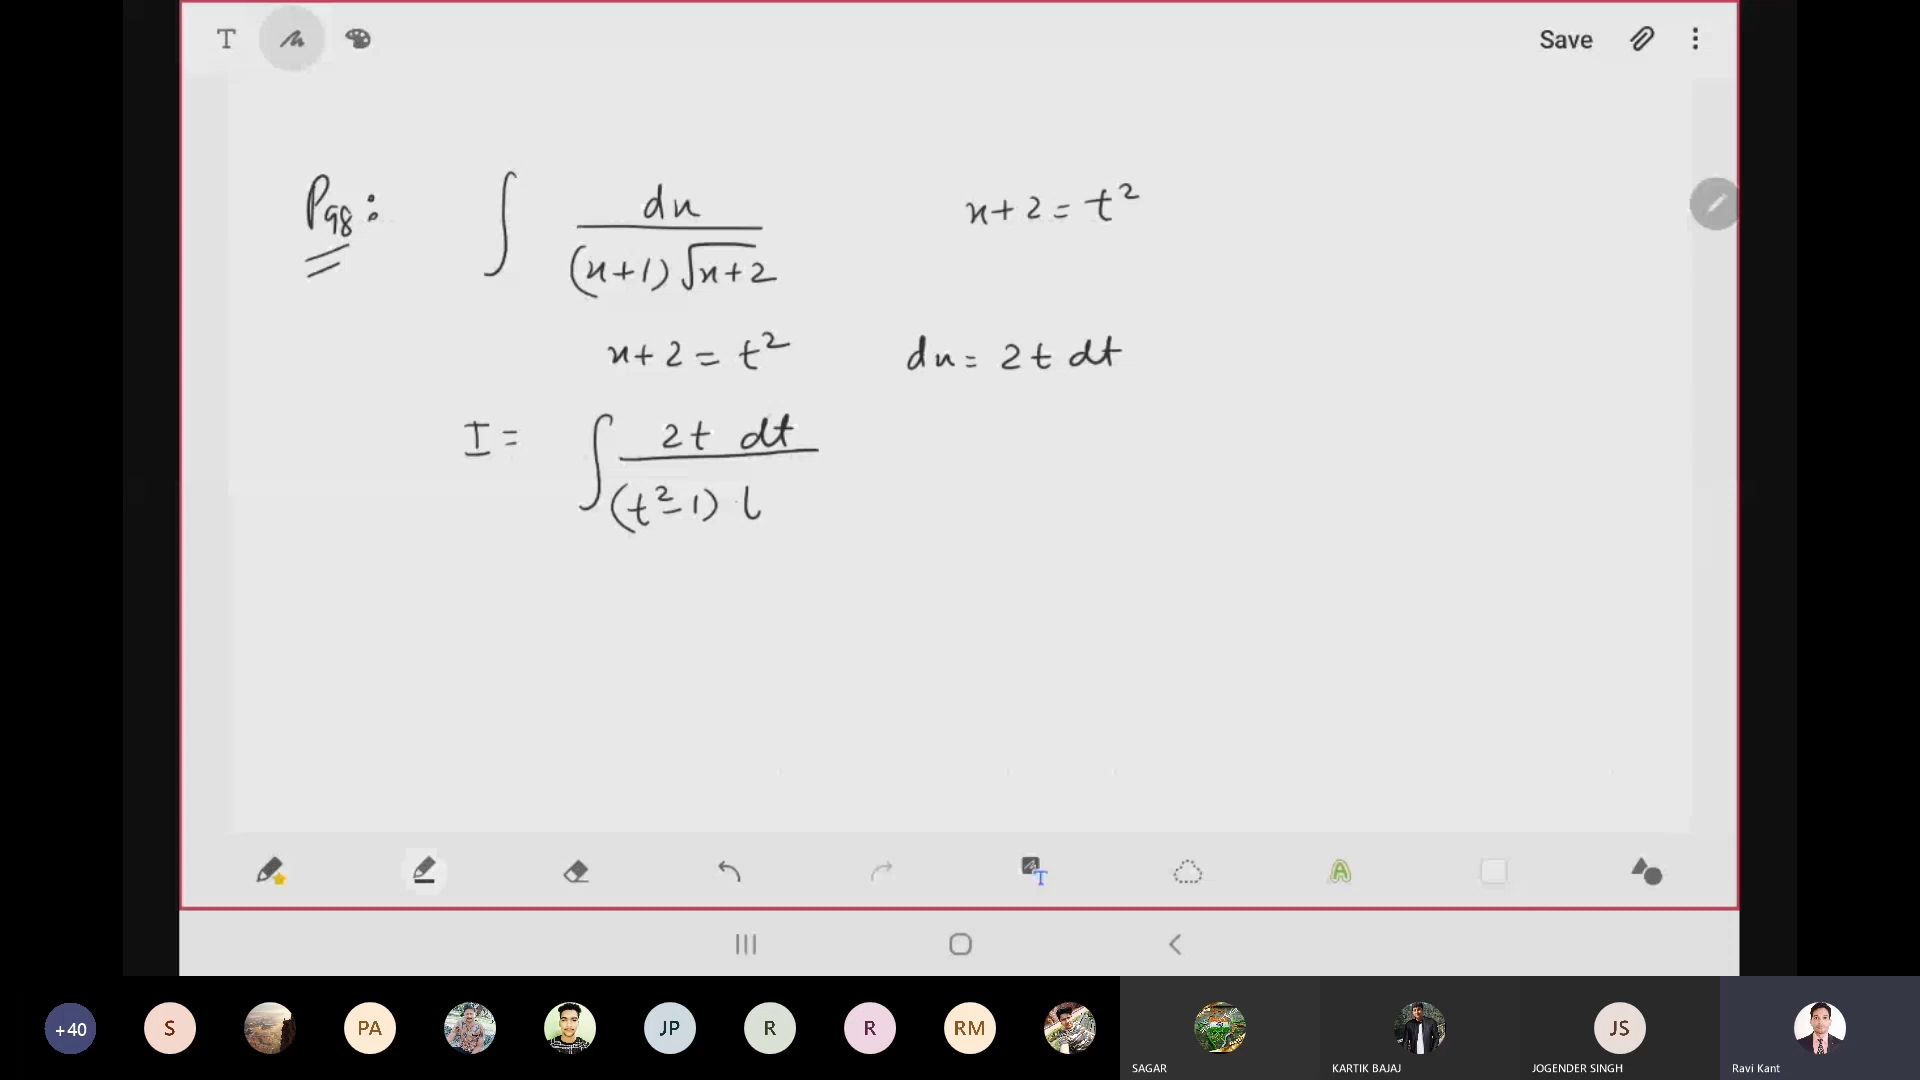 T Save
P98: ∫ dx / (x+1)√x+2 x+2 = t²
x+2 = t² dx = 2t dt
I = ∫ 2t dt / (t²-1)
T A
+40 S PA JP R R RM JS
SAGAR KARTIK BAJAJ JOGENDER SINGH Ravi Kant